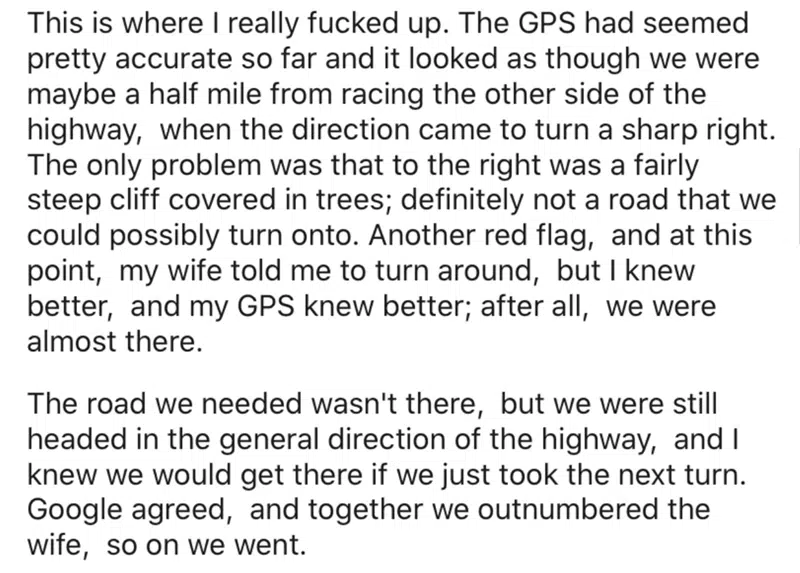 This is where I really fucked up. The GPS had seemed
pretty accurate so far and it looked as though we were
maybe a half mile from racing the other side of the
highway,  when the direction came to turn a sharp right.
The only problem was that to the right was a fairly
steep cliff covered in trees; definitely not a road that we
could possibly turn onto. Another red flag,  and at this
point,  my wife told me to turn around,  but I knew
better,  and my GPS knew better; after all,  we were
almost there.
The road we needed wasn't there,  but we were still
headed in the general direction of the highway,  and I
knew we would get there if we just took the next turn.
Google agreed,  and together we outnumbered the
wife,  so on we went.